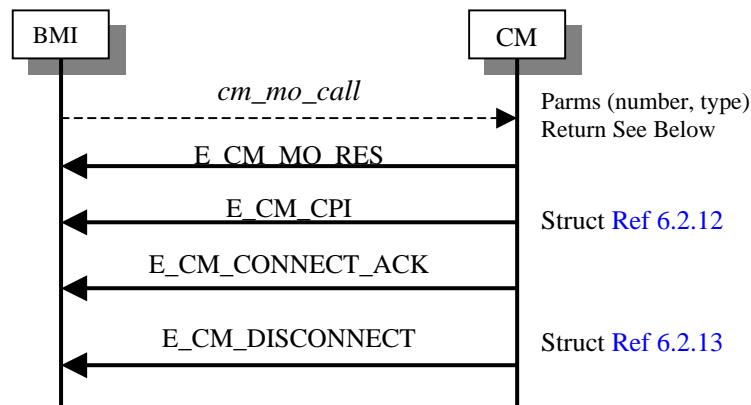 BMI
CM
cm_mo_call
Parms (number, type)
Return See Below
E_CM_MO_RES
E_CM_CPI
Struct Ref 6.2.12
E_CM_CONNECT_ACK
E_CM_DISCONNECT
Struct Ref 6.2.13